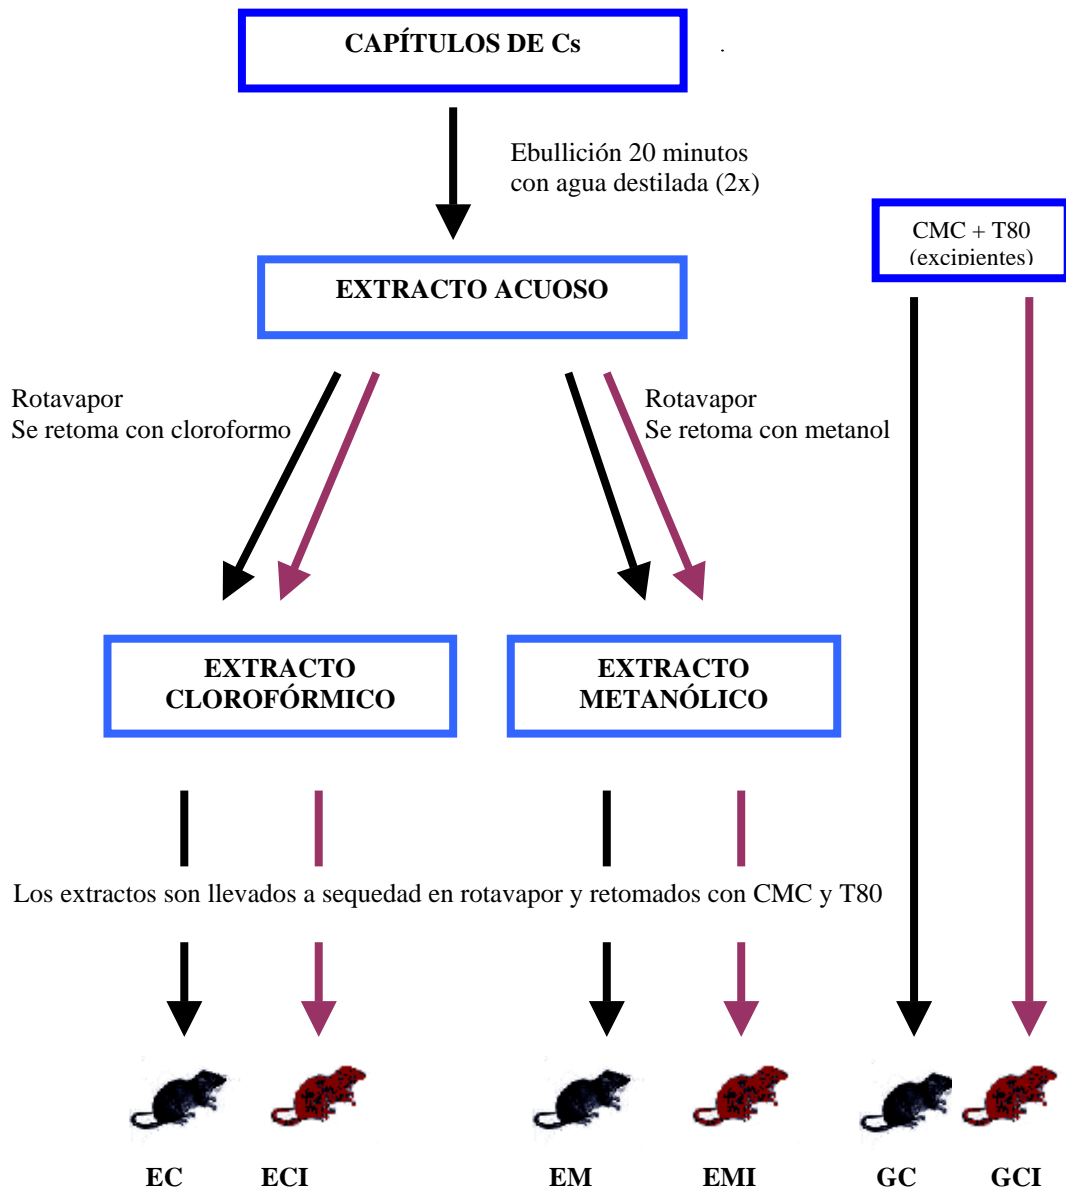 CAPÍTULOS DE Cs
Ebullición 20 minutos
con agua destilada (2x)
CMC + T80
(excipientes)
EXTRACTO ACUOSO
Rotavapor
Se retoma con cloroformo
Rotavapor
Se retoma con metanol
EXTRACTO
CLOROFÓRMICO
EXTRACTO
METANÓLICO
Los extractos son llevados a sequedad en rotavapor y retomados con CMC y T80
EC ECI EM EMI GC GCI